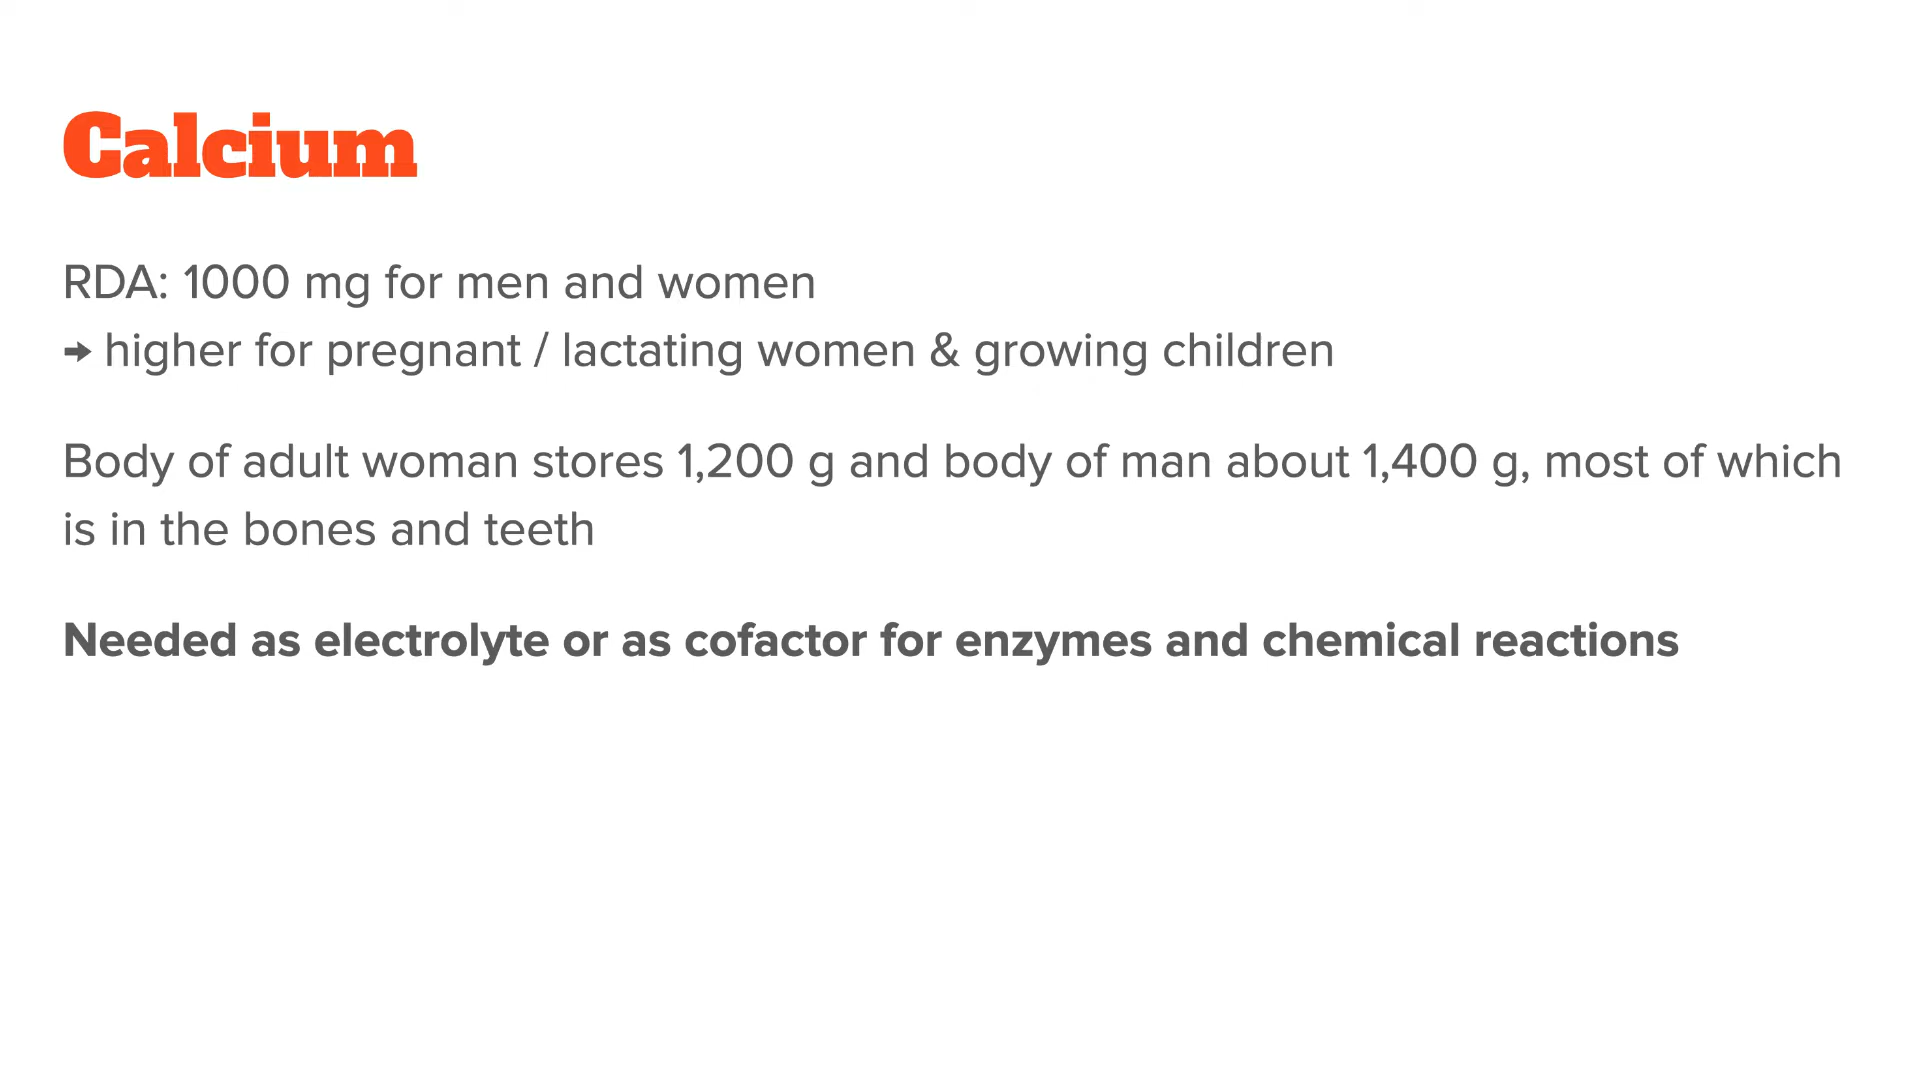 Calcium
RDA: 1000 mg for men and women
➞ higher for pregnant / lactating women & growing children
Body of adult woman stores 1,200 g and body of man about 1,400 g, most of which
is in the bones and teeth
Needed as electrolyte or as cofactor for enzymes and chemical reactions